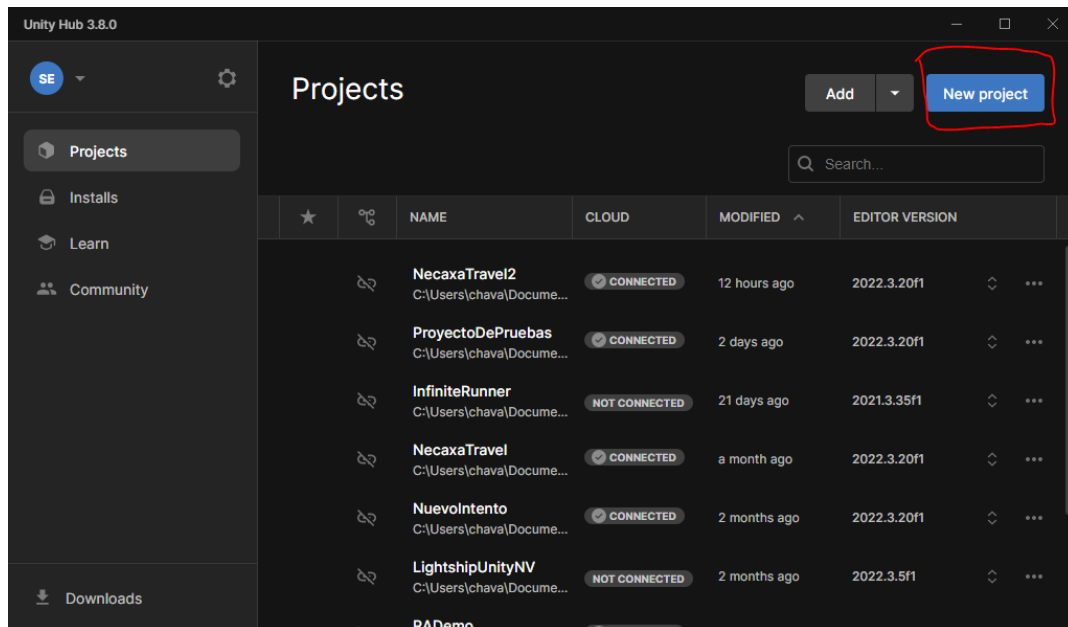 Unity Hub 3.8.0
SE
Projects
Installs
Learn
Community
Downloads
Projects
Add
New project
Search...
NAME CLOUD MODIFIED EDITOR VERSION
NecaxaTravel2 CONNECTED 12 hours ago 2022.3.20f1
C:\Users\chava\Docume...
ProyectoDePruebas CONNECTED 2 days ago 2022.3.20f1
C:\Users\chava\Docume...
InfiniteRunner NOT CONNECTED 21 days ago 2021.3.35f1
C:\Users\chava\Docume...
NecaxaTravel CONNECTED a month ago 2022.3.20f1
C:\Users\chava\Docume...
NuevoIntento CONNECTED 2 months ago 2022.3.20f1
C:\Users\chava\Docume...
LightshipUnityNV NOT CONNECTED 2 months ago 2022.3.5f1
C:\Users\chava\Docume...